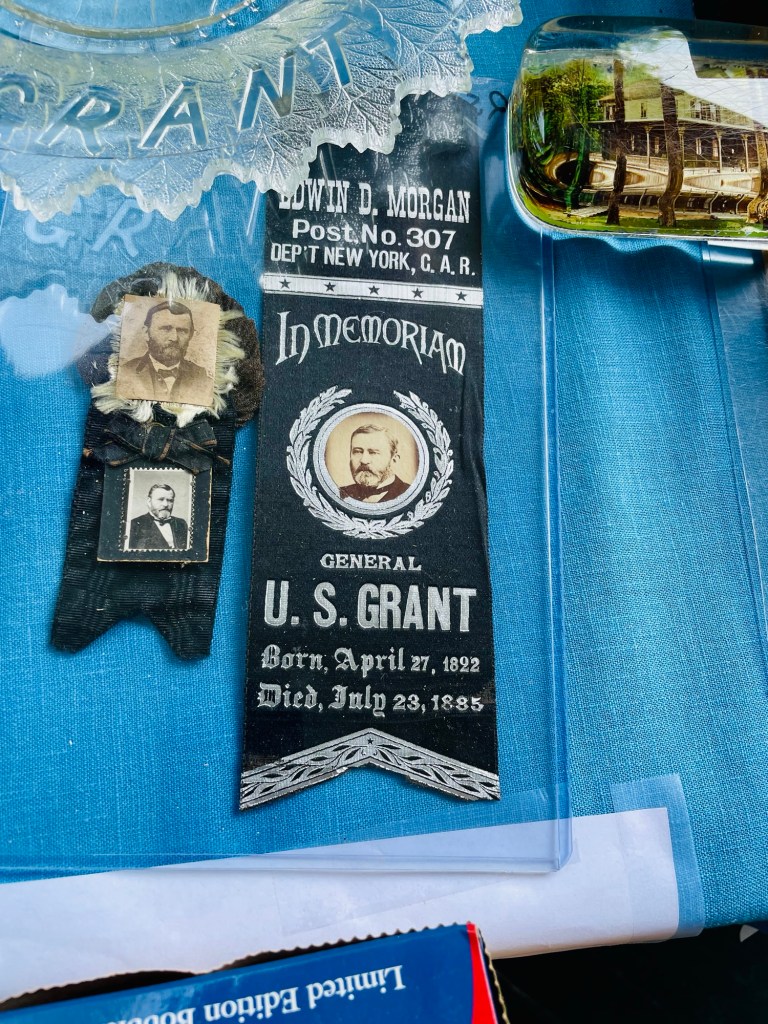 GRANT
EDWIN D. MORGAN
Post. No. 307
DEP'T NEW YORK, G. A. R.
IN MEMORIAM
GENERAL
U. S. GRANT
Born, April 27, 1822
Died, July 23, 1885
Limited Edition